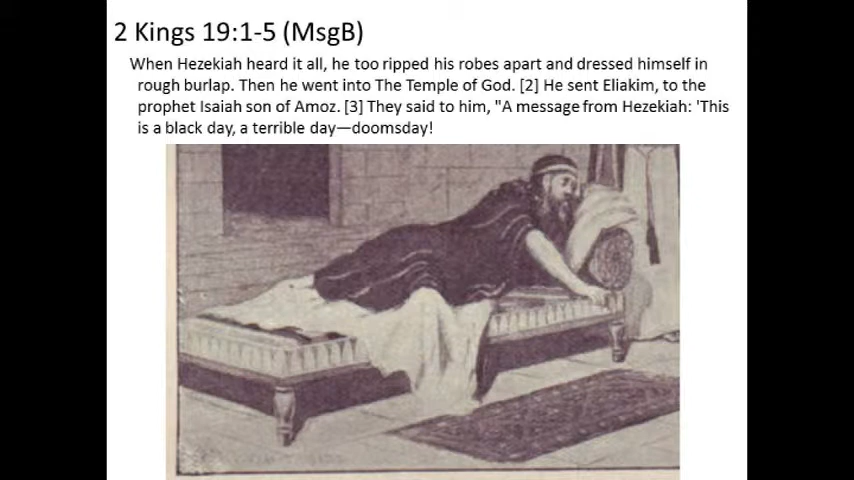 2 Kings 19:1-5 (MsgB)
When Hezekiah heard it all, he too ripped his robes apart and dressed himself in
rough burlap. Then he went into The Temple of God. [2] He sent Eliakim, to the
prophet Isaiah son of Amoz. [3] They said to him, "A message from Hezekiah: 'This
is a black day, a terrible day—doomsday!